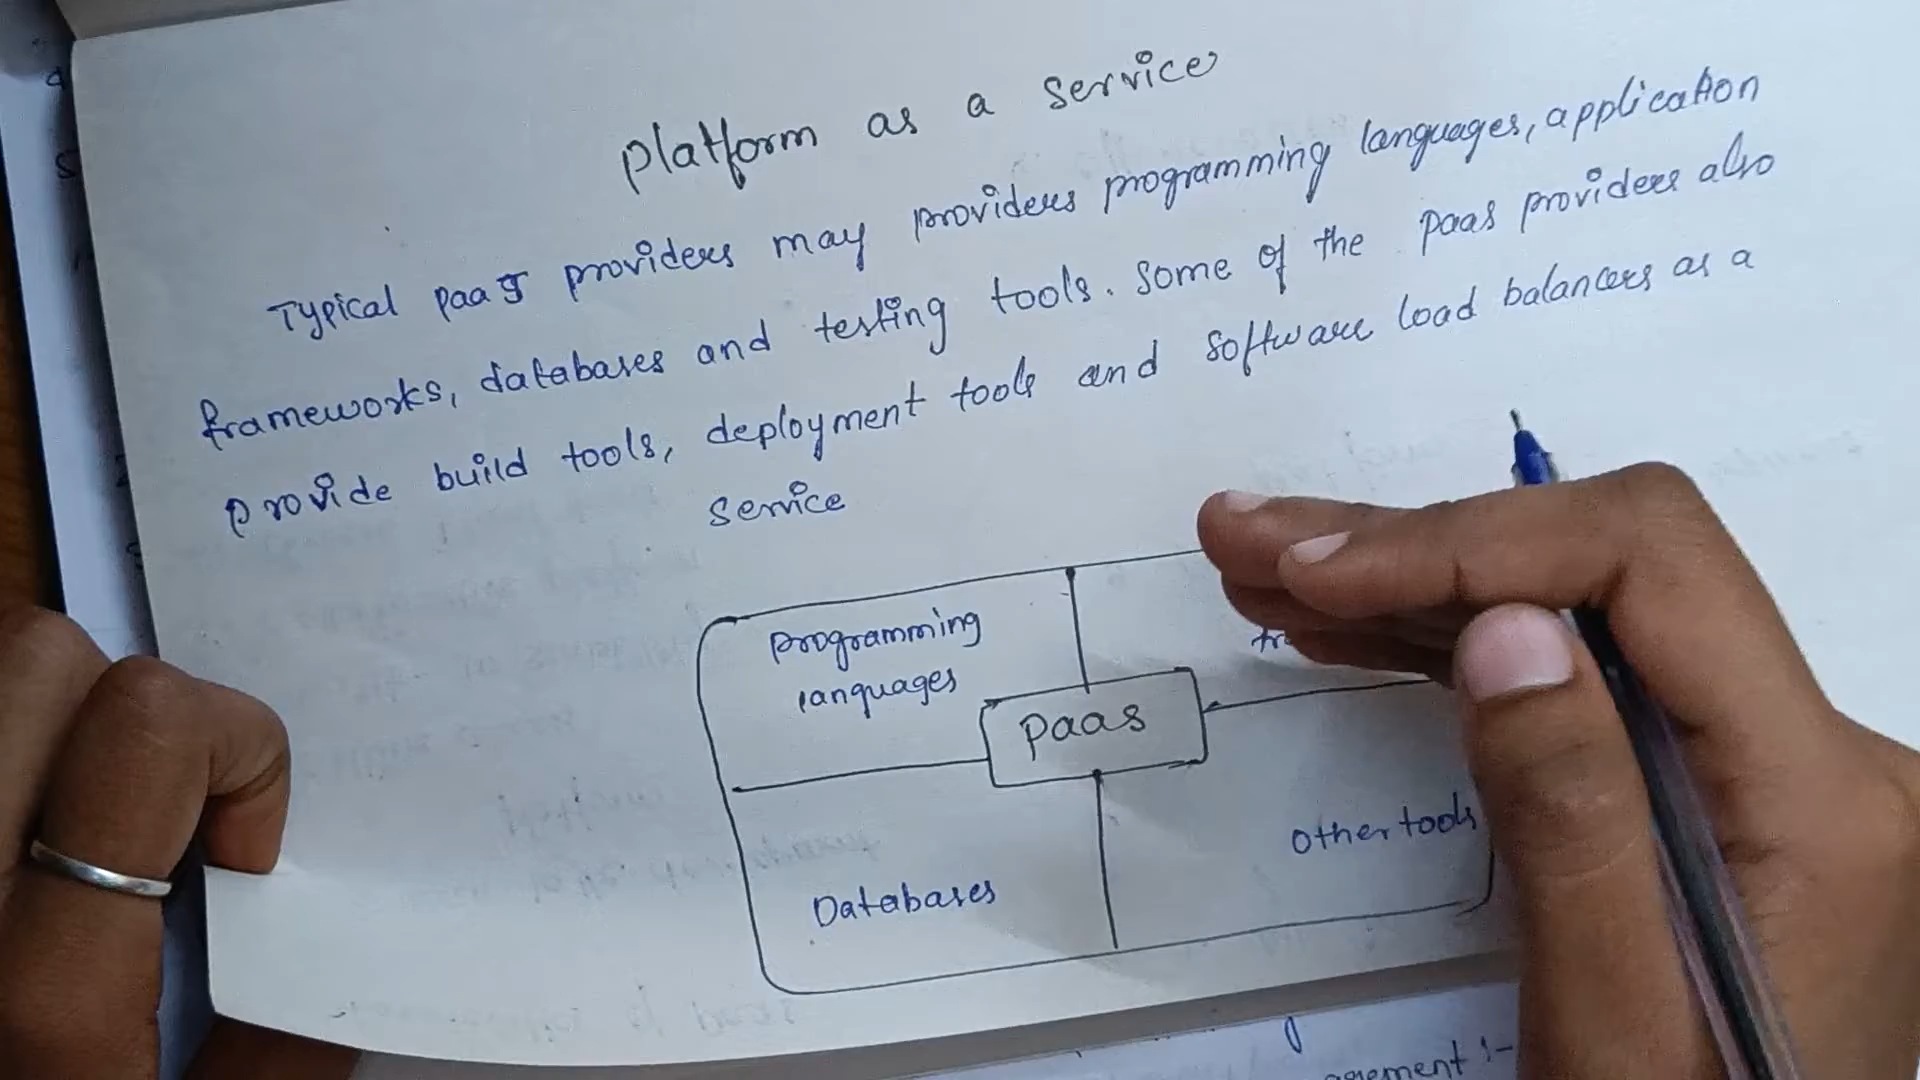 platform as a service
Typical paas providers may providers programming languages, application
frameworks, databases and testing tools. Some of the paas providers also
provide build tools, deployment tools and software load balancers as a
service
programming
languages
paas
Databases
Other tools